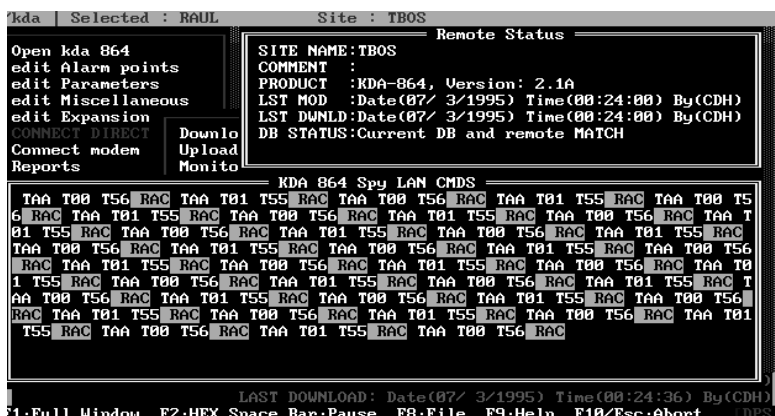 /kda | Selected : RAUL Site : TBOS
Remote Status
Open kda 864
edit Alarm points
edit Parameters
edit Miscellaneous
edit Expansion
CONNECT DIRECT
Connect modem
Reports
Downlo
Upload
Monito
SITE NAME:TBOS
COMMENT :
PRODUCT :KDA-864, Version: 2.1A
LST MOD :Date(07/ 3/1995) Time(00:24:00) By(CDH)
LST DWNLD:Date(07/ 3/1995) Time(00:24:00) By(CDH)
DB STATUS:Current DB and remote MATCH
KDA 864 Spy LAN CMDS
TAA T00 T56 RAC TAA T01 T55 RAC TAA T00 T56 RAC TAA T01 T55 RAC TAA T00 T5
6 RAC TAA T01 T55 RAC TAA T00 T56 RAC TAA T01 T55 RAC TAA T00 T56 RAC TAA T
01 T55 RAC TAA T00 T56 RAC TAA T01 T55 RAC TAA T00 T56 RAC TAA T01 T55 RAC
TAA T00 T56 RAC TAA T01 T55 RAC TAA T00 T56 RAC TAA T01 T55 RAC TAA T00 T56
RAC TAA T01 T55 RAC TAA T00 T56 RAC TAA T01 T55 RAC TAA T00 T56 RAC TAA T0
1 T55 RAC TAA T00 T56 RAC TAA T01 T55 RAC TAA T00 T56 RAC TAA T01 T55 RAC T
AA T00 T56 RAC TAA T01 T55 RAC TAA T00 T56 RAC TAA T01 T55 RAC TAA T00 T56
RAC TAA T01 T55 RAC TAA T00 T56 RAC TAA T01 T55 RAC TAA T00 T56 RAC TAA T01
T55 RAC TAA T00 T56 RAC TAA T01 T55 RAC TAA T00 T56 RAC
LAST DOWNLOAD: Date(07/ 3/1995) Time(00:24:36) By(CDH)
F1·Full Window F2·HEX Space Bar·Pause F8·File F9·Help F10/Esc·Abort DPS